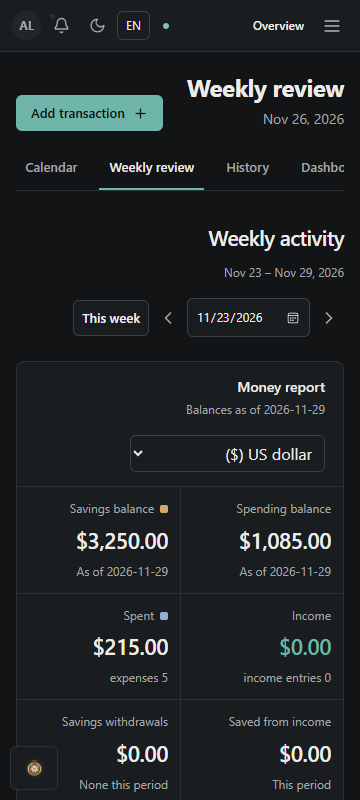 AL
EN
Overview
Weekly review
Nov 26, 2026
Add transaction
Calendar
Weekly review
History
Dashbo
Weekly activity
Nov 23 – Nov 29, 2026
This week
11/23/2026
Money report
Balances as of 2026-11-29
($) US dollar
Savings balance
$3,250.00
As of 2026-11-29
Spending balance
$1,085.00
As of 2026-11-29
Spent
$215.00
expenses 5
Income
$0.00
income entries 0
Savings withdrawals
$0.00
None this period
Saved from income
$0.00
This period